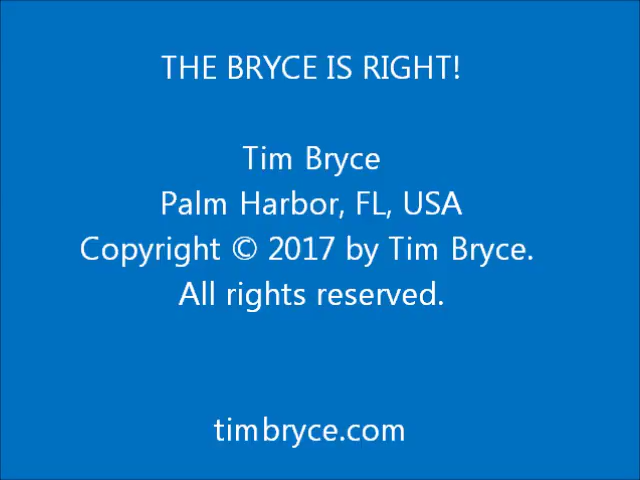 THE BRYCE IS RIGHT!
Tim Bryce
Palm Harbor, FL, USA
Copyright © 2017 by Tim Bryce.
All rights reserved.
timbryce.com